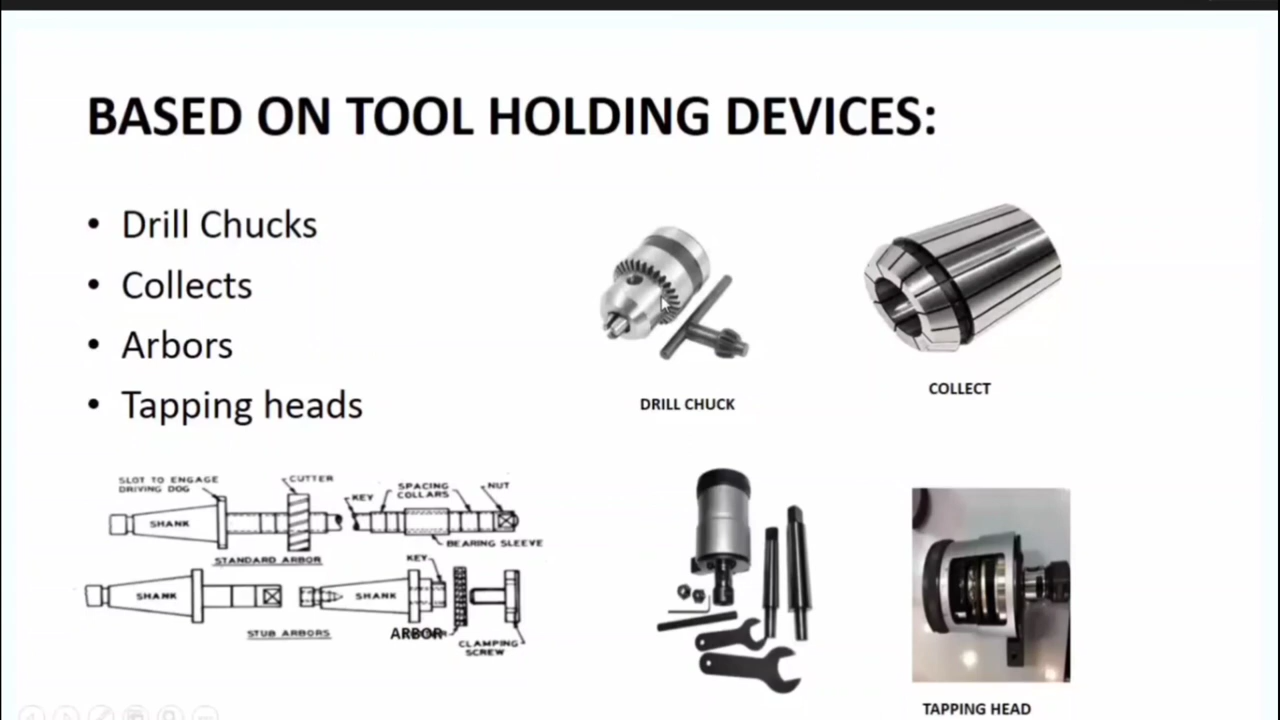 BASED ON TOOL HOLDING DEVICES:
• Drill Chucks
• Collects
• Arbors
• Tapping heads
DRILL CHUCK
COLLECT
SLOT TO ENGAGE
DRIVING DOG
CUTTER
KEY
SPACING
COLLARS
NUT
SHANK
BEARING SLEEVE
STANDARD ARBOR
KEY
SHANK
SHANK
STUB ARBORS
ARBOR
CLAMPING
SCREW
TAPPING HEAD